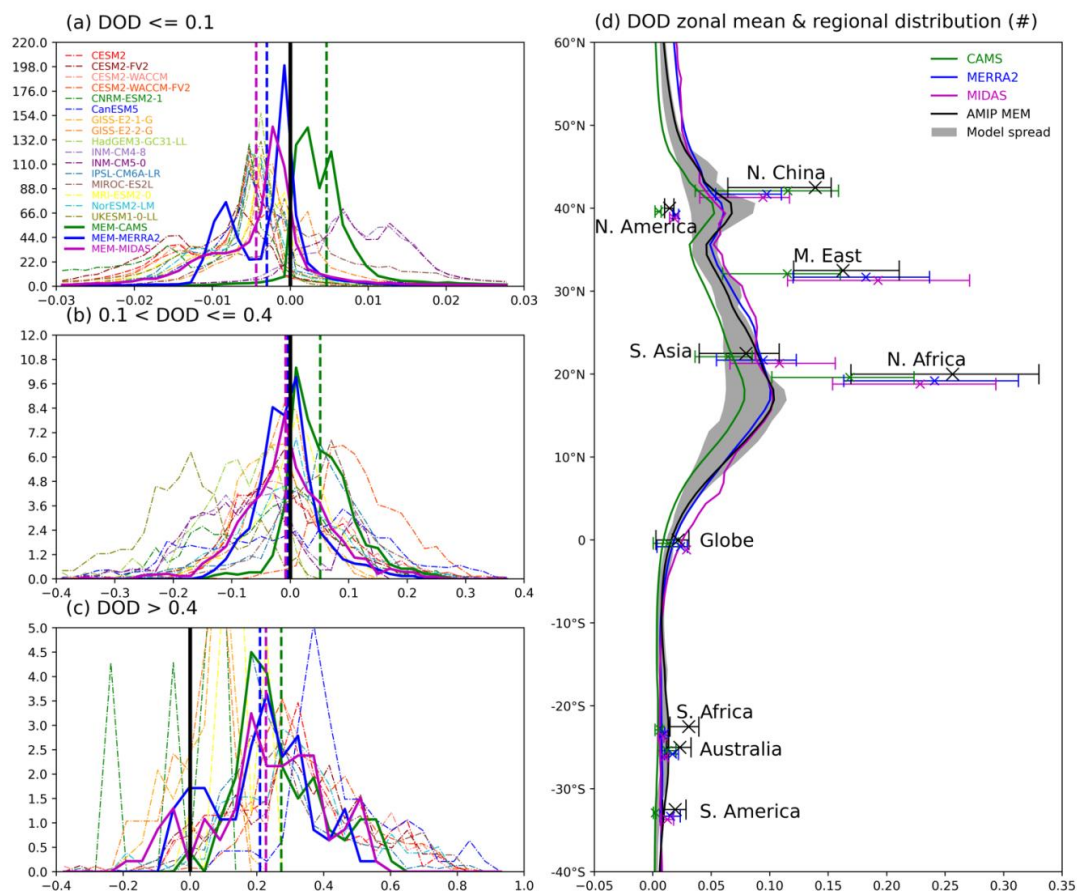 (a) DOD <= 0.1
220.0
198.0
176.0
154.0
132.0
110.0
88.0
66.0
44.0
22.0
0.0
CESM2
CESM2-FV2
CESM2-WACCM
CESM2-WACCM-FV2
CNRM-ESM2-1
CanESM5
GISS-E2-1-G
GISS-E2-2-G
HadGEM3-GC31-LL
INM-CM4-8
INM-CM5-0
IPSL-CM6A-LR
MIROC-ES2L
MRI-ESM2-0
NorESM2-LM
UKESM1-0-LL
MEM-CAMS
MEM-MERRA2
MEM-MIDAS
−0.03 −0.02 −0.01 0.00 0.01 0.02 0.03
(b) 0.1 < DOD <= 0.4
12.0
10.8
9.6
8.4
7.2
6.0
4.8
3.6
2.4
1.2
0.0
−0.4 −0.3 −0.2 −0.1 0.0 0.1 0.2 0.3 0.4
(c) DOD > 0.4
5.0
4.5
4.0
3.5
3.0
2.5
2.0
1.5
1.0
0.5
0.0
−0.4 −0.2 0.0 0.2 0.4 0.6 0.8 1.0
(d) DOD zonal mean & regional distribution (#)
60°N
50°N
40°N
30°N
20°N
10°N
0
-10°S
-20°S
-30°S
-40°S
CAMS
MERRA2
MIDAS
AMIP MEM
Model spread
N. China
N. America
M. East
S. Asia
N. Africa
Globe
S. Africa
Australia
S. America
−0.05 0.00 0.05 0.10 0.15 0.20 0.25 0.30 0.35